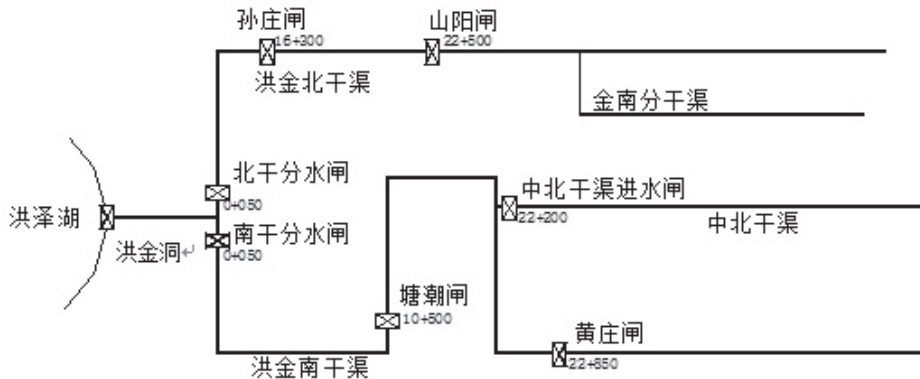 孙庄闸
16+300
山阳闸
22+500
洪金北干渠
金南分干渠
北干分水闸
0+050
洪泽湖
洪金洞↵
南干分水闸
0+050
中北干渠进水闸
22+200
中北干渠
塘潮闸
10+500
黄庄闸
22+850
洪金南干渠